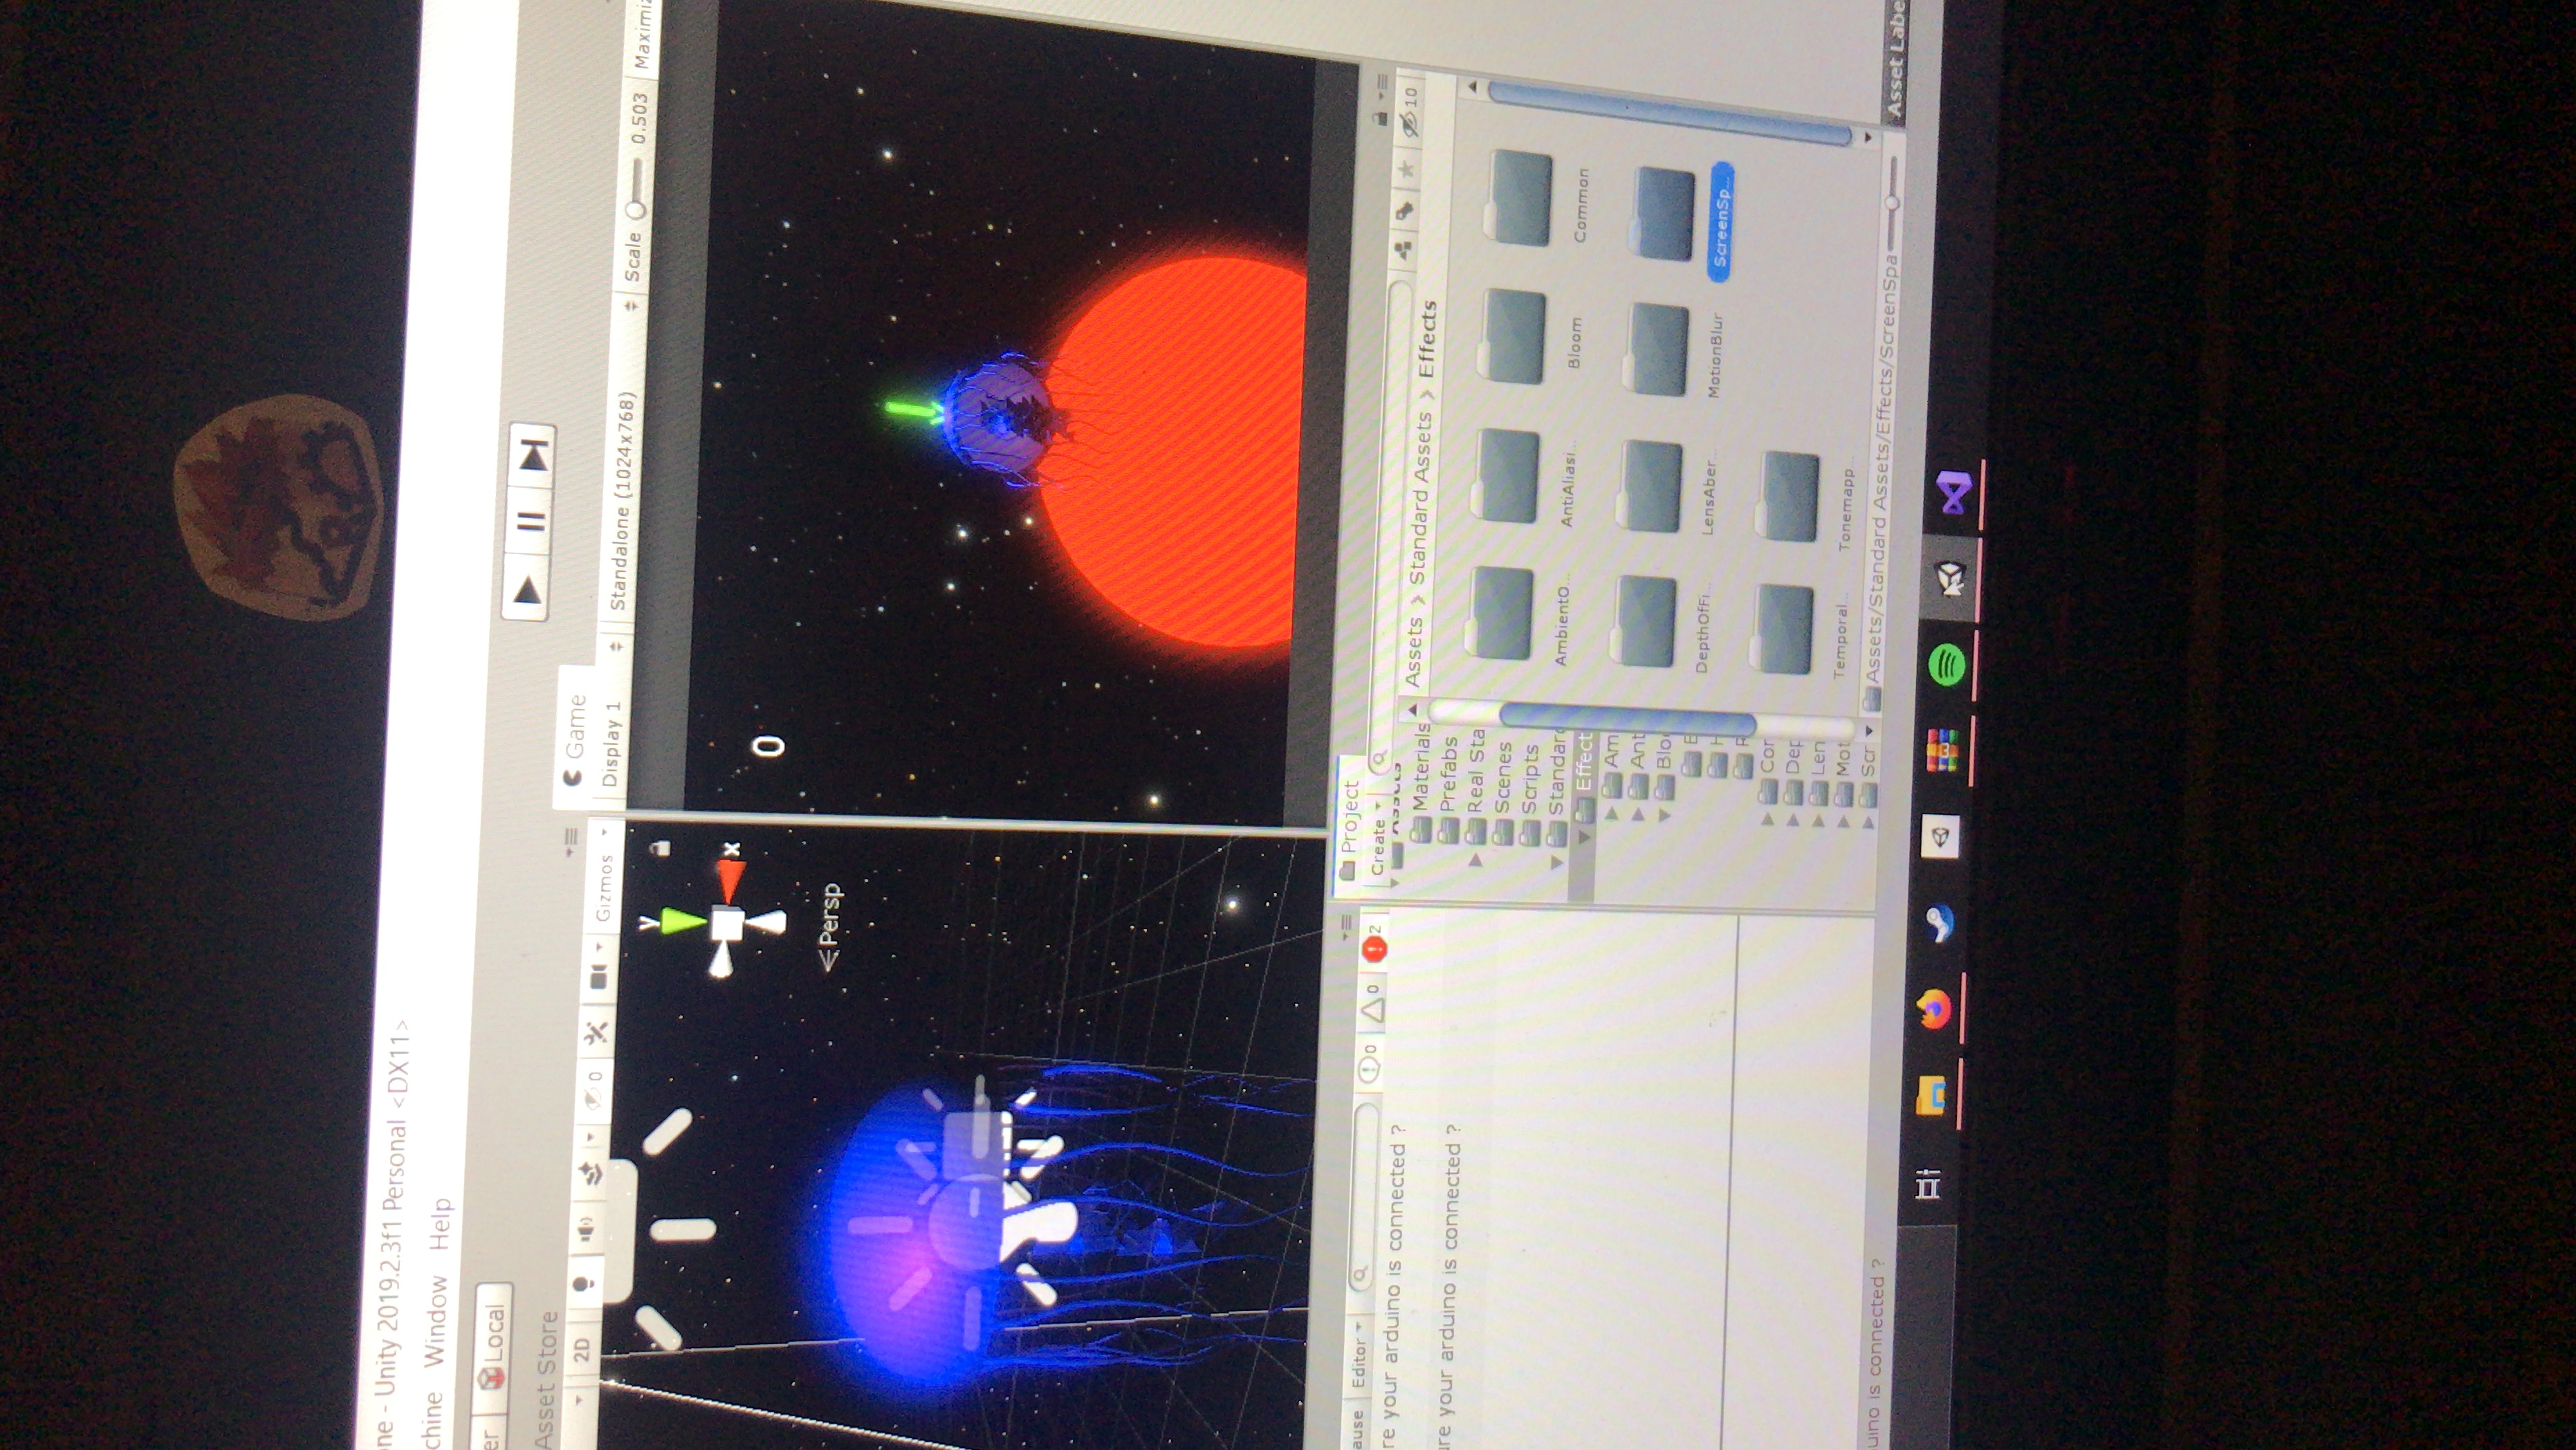 ne - Unity 2019.2.3f1 Personal <DX11>
chine Window Help
er Local
Asset Store
2D 0 Gizmos
Game
Display 1 Standalone (1024x768) Scale 0.503 Maximiz
y
x
Persp
0
ause Editor 0 0 2
re your arduino is connected ?
ure your arduino is connected ?
uino is connected ?
Project
Create
10
Assets
Materials
Prefabs
Real Sta
Scenes
Scripts
Standar
Effect
Am
Ant
Blo
E
H
R
Cor
Dep
Len
Mot
Scr
Assets > Standard Assets > Effects
AmbientO... AntiAliasi... Bloom Common
DepthOfFi... LensAber... MotionBlur ScreenSp...
Temporal... Tonemapp...
Assets/Standard Assets/Effects/ScreenSpa
Asset Labe